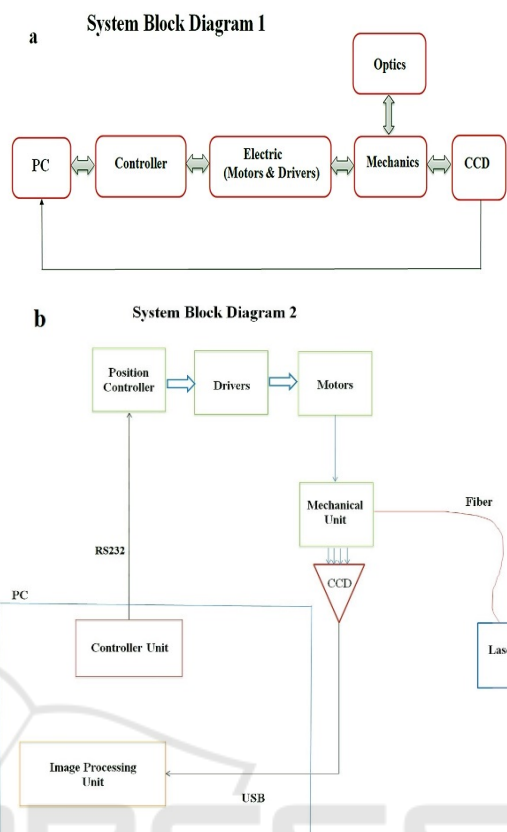 System Block Diagram 1
a
Optics
PC
Controller
Electric
(Motors & Drivers)
Mechanics
CCD
b
System Block Diagram 2
Position
Controller
Drivers
Motors
Mechanical
Unit
Fiber
RS232
CCD
PC
Controller Unit
Image Processing
Unit
USB